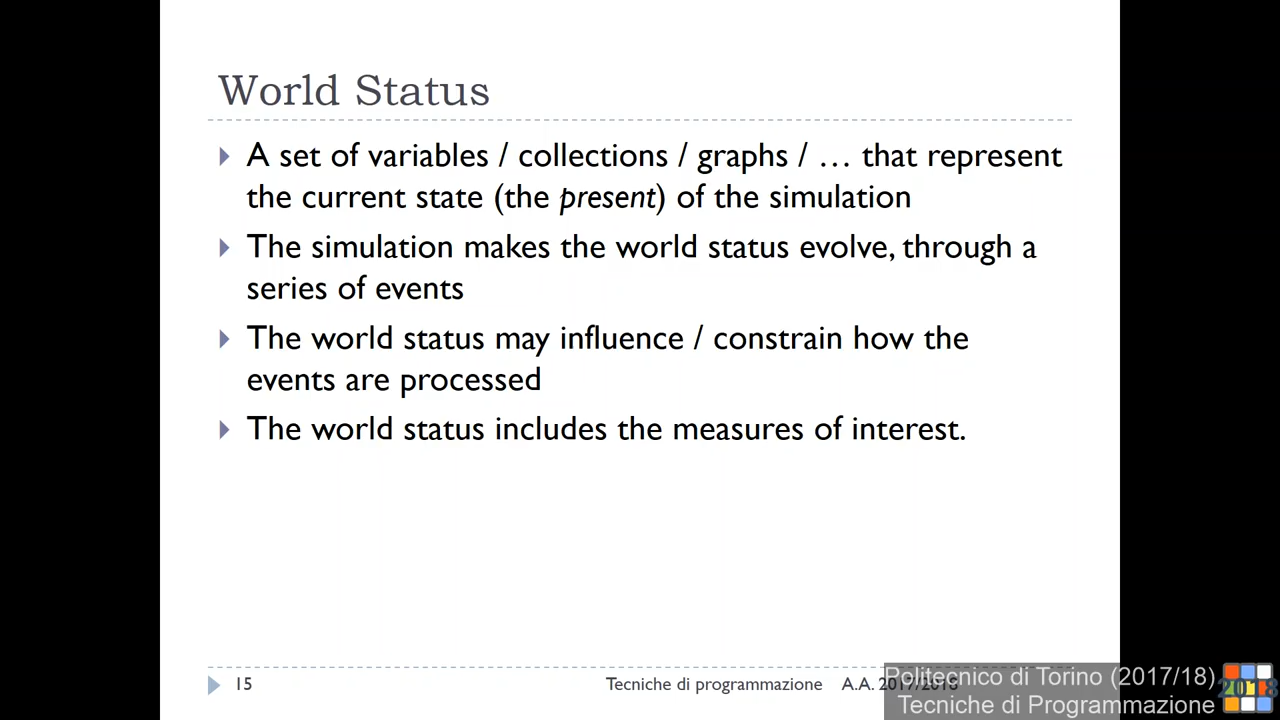 World Status
A set of variables / collections / graphs / … that represent
the current state (the present) of the simulation
The simulation makes the world status evolve, through a
series of events
The world status may influence / constrain how the
events are processed
The world status includes the measures of interest.
15
Tecniche di programmazione
A.A. 2017/2018
Politecnico di Torino (2017/18)
Tecniche di Programmazione
2018